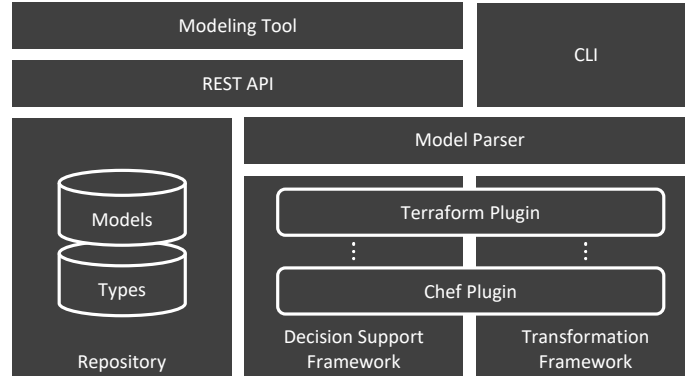 Modeling Tool
CLI
REST API
Model Parser
Models
Types
Repository
Terraform Plugin
⋮ ⋮
Chef Plugin
Decision Support
Framework
Transformation
Framework